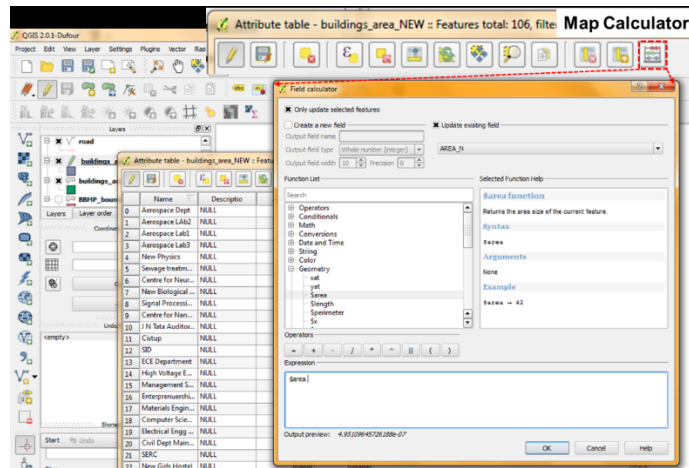 QGIS 2.0.1-Dufour
Project Edit View Layer Settings Plugins Vector Ras
Attribute table - buildings_area_NEW :: Features total: 106, filte
Map Calculator
Layers
road
buildings_a
buildings_ar
BBMP_boun
Layers Layer order
Coordina
Undo
<empty>
Shorte
Start Undo
Attribute table - buildings_area_NEW :: Featu
Name Descriptio
0 Aerospace Dept NULL
1 Aerospace LAb2 NULL
2 Aerospace Lab1 NULL
3 Aerospace Lab3 NULL
4 New Physics NULL
5 Sewage treatm... NULL
6 Centre for Neur... NULL
7 New Biological ... NULL
8 Signal Processi... NULL
9 Centre for Nan... NULL
10 J N Tata Auditor... NULL
11 Cistup NULL
12 SID NULL
13 ECE Department NULL
14 High Voltage E... NULL
15 Management S... NULL
16 Enterprenuershi... NULL
17 Materials Engin... NULL
18 Computer Scie... NULL
19 Electrical Engg ... NULL
20 Civil Dept Main... NULL
21 SERC NULL
22 New Girls Hostel NULL
Field calculator
Only update selected features
Create a new field
Update existing field
Output field name
Output field type Whole number (integer)
AREA_N
Output field width 10 Precision 0
Function List
Search
Operators
Conditionals
Math
Conversions
Date and Time
String
Color
Geometry
xat
yat
$area
$length
$perimeter
$x
Selected Function Help
$area function
Returns the area size of the current feature.
Syntax
$area
Arguments
None
Example
$area → 42
Operators
= + - / * ^ || ( )
Expression
$area
Output preview: 4.95109645726188e-07
OK Cancel Help